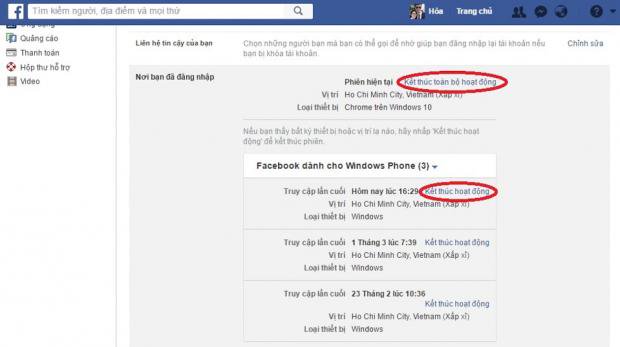 f
Tìm kiếm người, địa điểm và mọi thứ
Hòa
Trang chủ
Quảng cáo
Thanh toán
Hộp thư hỗ trợ
Video
Liên hệ tin cậy của bạn
Chọn những người bạn mà bạn có thể gọi để nhờ giúp bạn đăng nhập lại tài khoản nếu
bạn bị khóa tài khoản.
Chỉnh sửa
Nơi bạn đã đăng nhập
Phiên hiện tại Kết thúc toàn bộ hoạt động
Vị trí Ho Chi Minh City, Vietnam (Xấp xỉ)
Loại thiết bị Chrome trên Windows 10
Nếu bạn thấy bất kỳ thiết bị hoặc vị trí lạ nào, hãy nhấp 'Kết thúc hoạt
động' để kết thúc phiên.
Facebook dành cho Windows Phone (3)
Truy cập lần cuối Hôm nay lúc 16:29 Kết thúc hoạt động
Vị trí Ho Chi Minh City, Vietnam (Xấp xỉ)
Loại thiết bị Windows
Truy cập lần cuối 1 Tháng 3 lúc 7:39 Kết thúc hoạt động
Vị trí Ho Chi Minh City, Vietnam (Xấp xỉ)
Loại thiết bị Windows
Truy cập lần cuối 23 Tháng 2 lúc 10:36
Kết thúc hoạt động
Vị trí Ho Chi Minh City, Vietnam (Xấp xỉ)
Loại thiết bị Windows